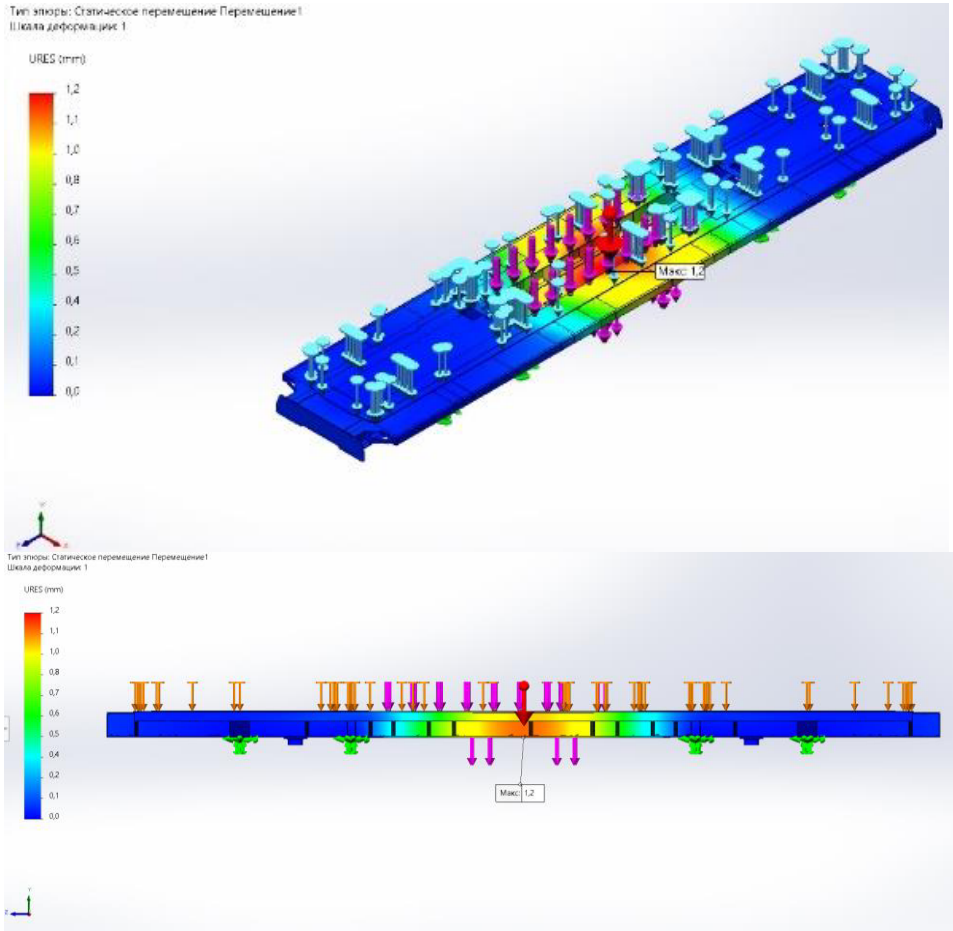 Тип эпюры: Статическое перемещение Перемещение1
Шкала деформации: 1
URES (mm)
1,2
1,1
1,0
0,8
0,7
0,6
0,5
0,4
0,2
0,1
0,0
Макс: 1,2
Тип эпюры: Статическое перемещение Перемещение1
Шкала деформации: 1
URES (mm)
1,2
1,1
1,0
0,8
0,7
0,6
0,5
0,4
0,2
0,1
0,0
Макс: 1,2